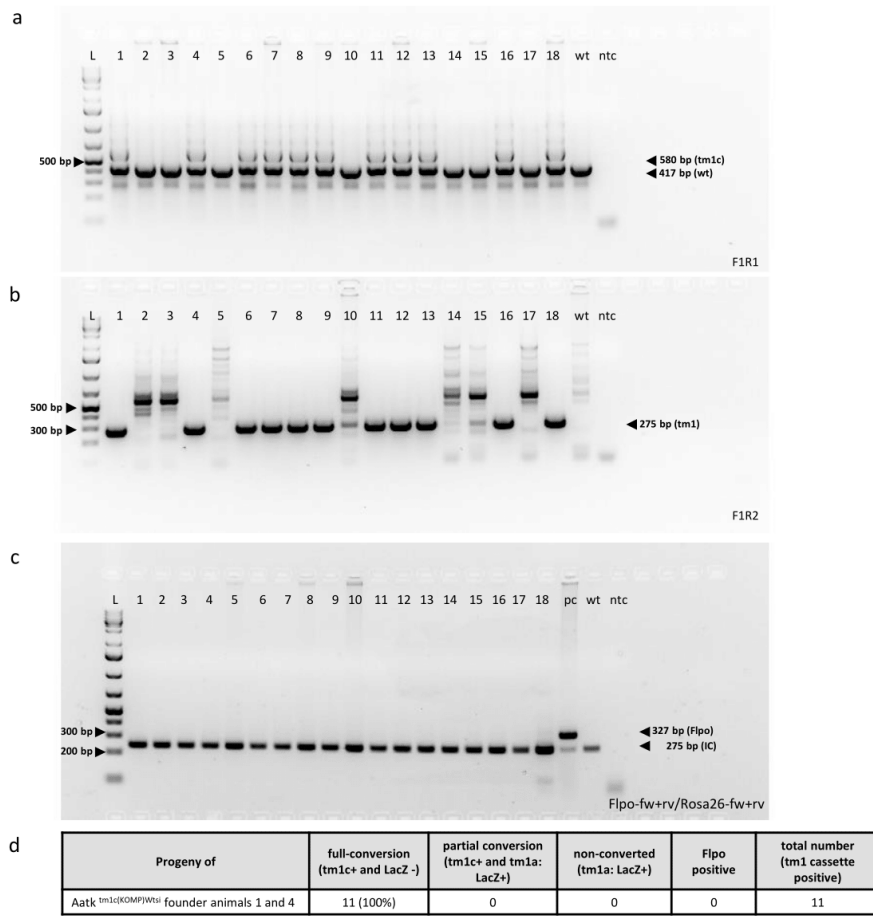 a
L 1 2 3 4 5 6 7 8 9 10 11 12 13 14 15 16 17 18 wt ntc
500 bp
580 bp (tm1c)
417 bp (wt)
F1R1
b
L 1 2 3 4 5 6 7 8 9 10 11 12 13 14 15 16 17 18 wt ntc
500 bp
300 bp
275 bp (tm1)
F1R2
c
L 1 2 3 4 5 6 7 8 9 10 11 12 13 14 15 16 17 18 pc wt ntc
300 bp
327 bp (Flpo)
200 bp
275 bp (IC)
Flpo-fw+rv/Rosa26-fw+rv
d
Progeny of
full-conversion
(tm1c+ and LacZ -)
partial conversion
(tm1c+ and tm1a:
LacZ+)
non-converted
(tm1a: LacZ+)
Flpo
positive
total number
(tm1 cassette
positive)
Aatk tm1c(KOMP)Wtsi founder animals 1 and 4
11 (100%)
0
0
0
11